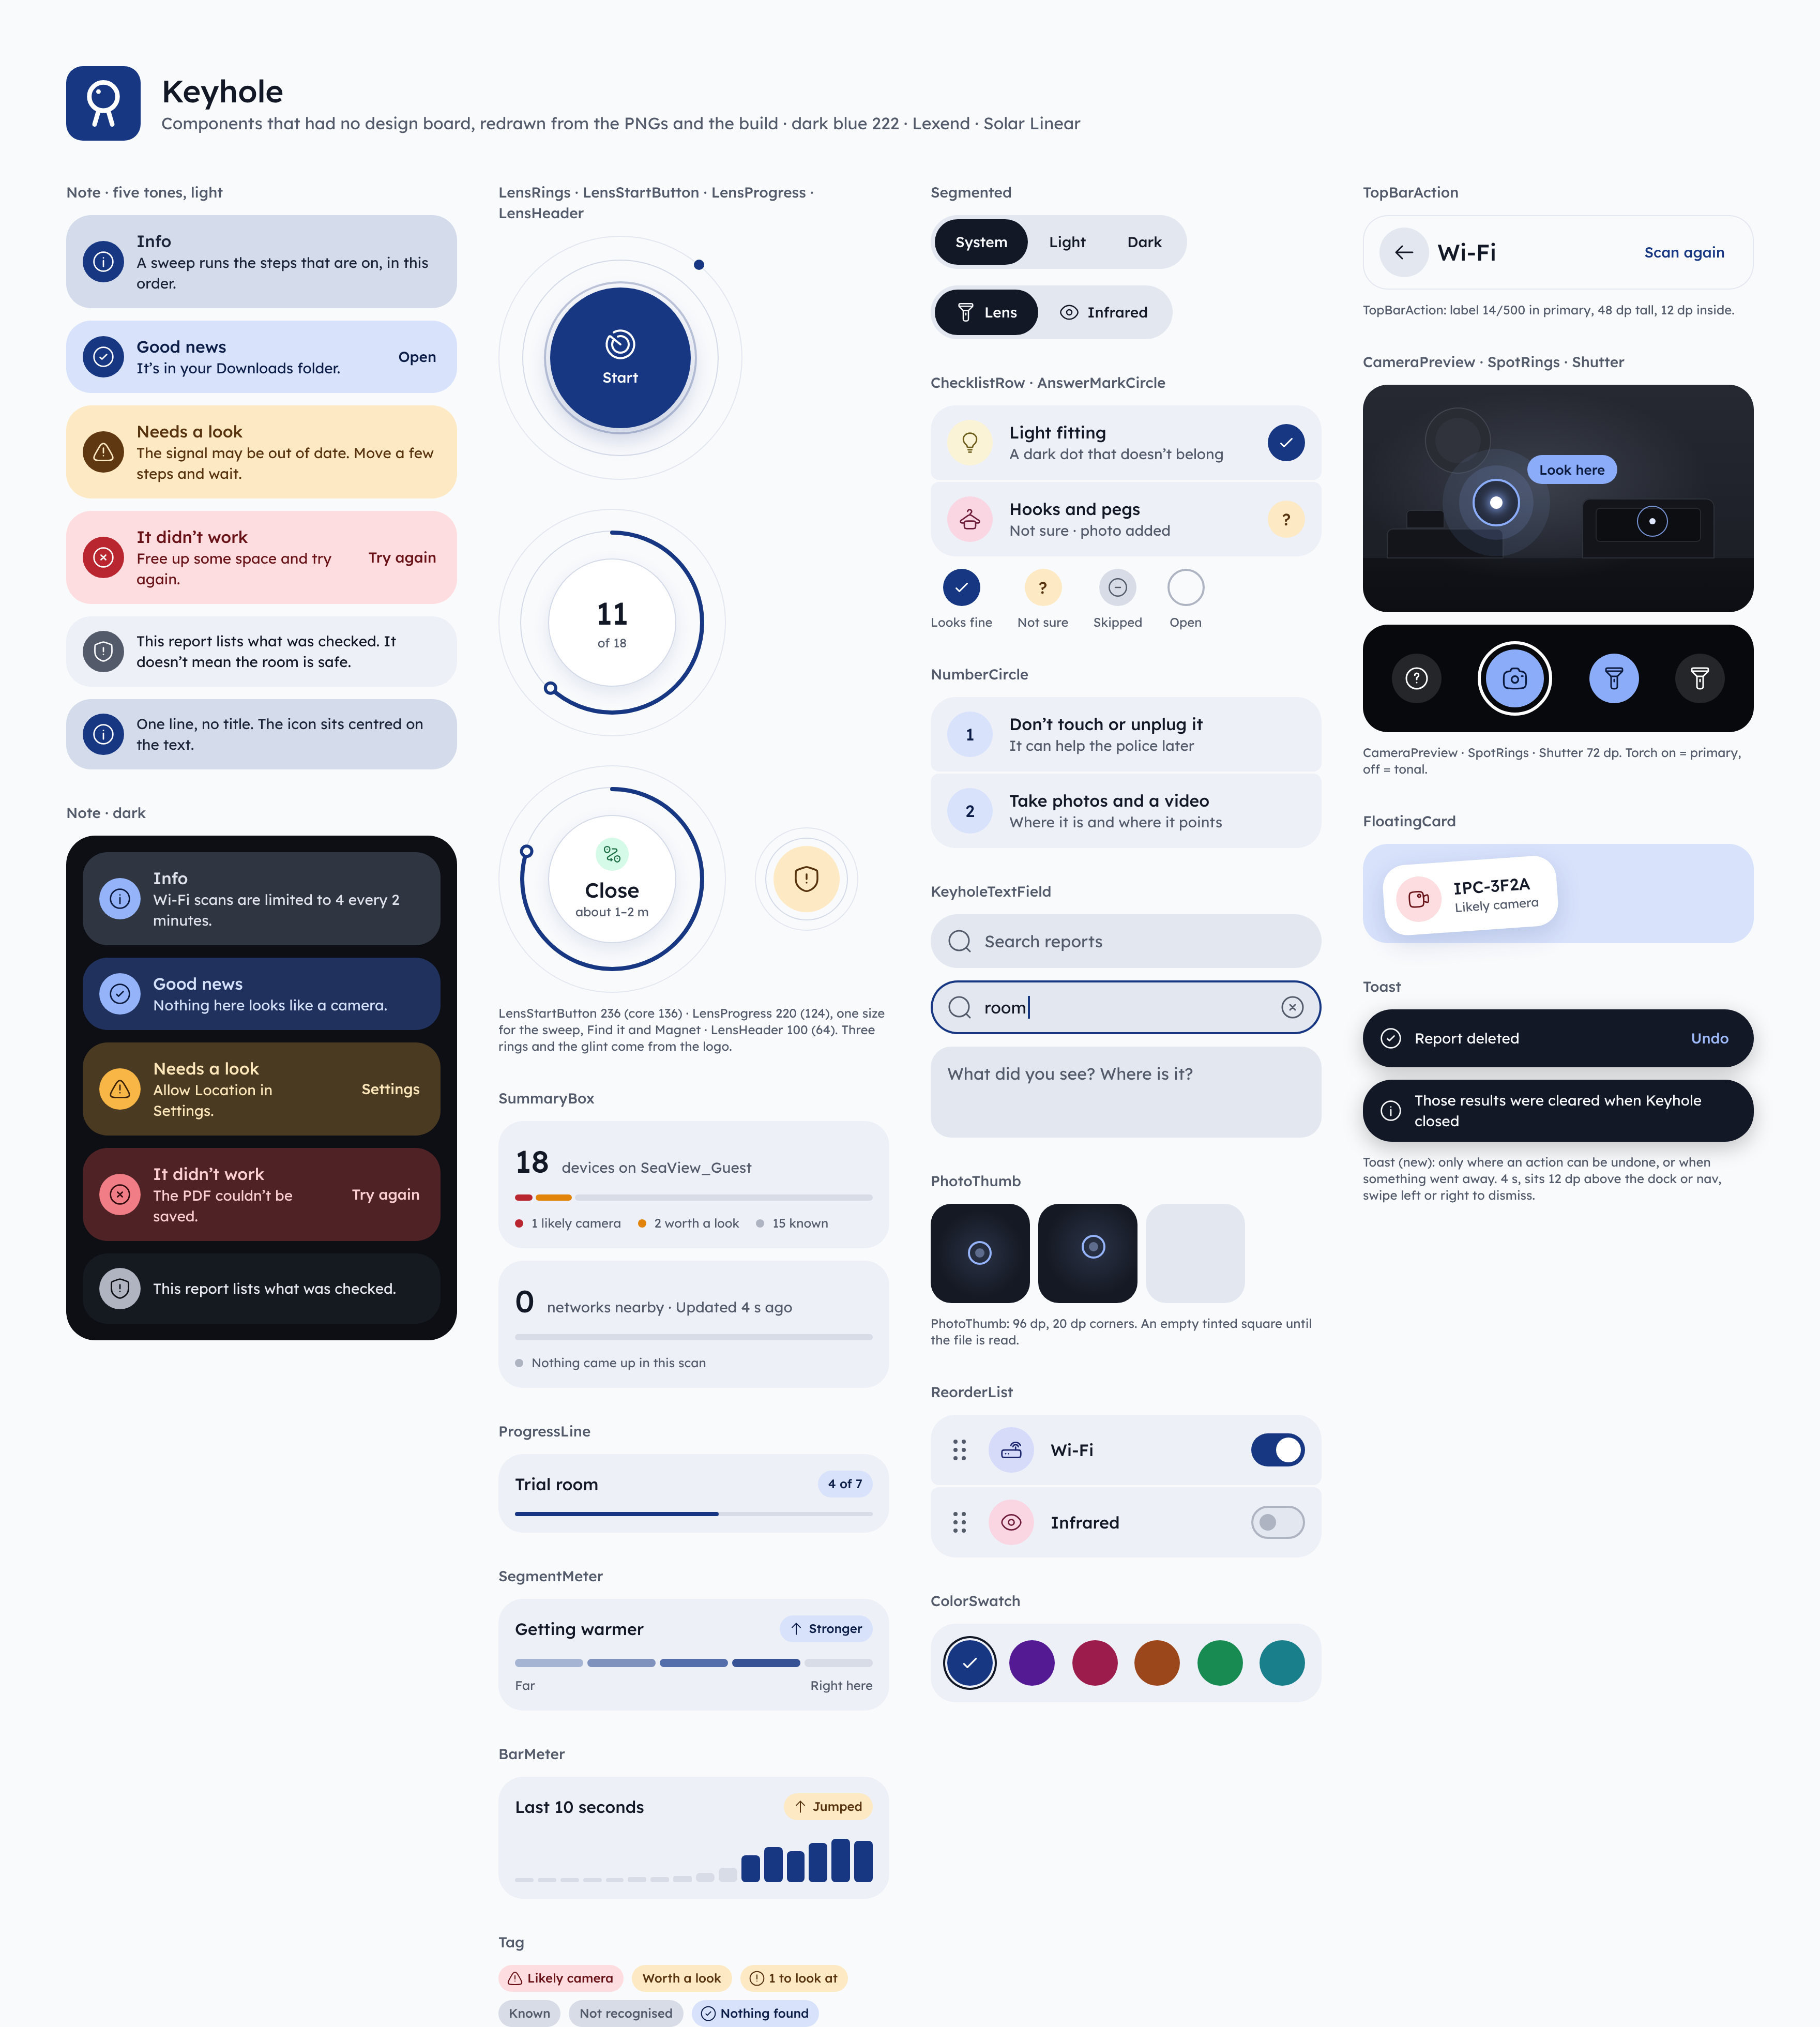 Keyhole
Components that had no design board, redrawn from the PNGs and the build · dark blue 222 · Lexend · Solar Linear
Note · five tones, light
Info
A sweep runs the steps that are on, in this
order.
Good news
It’s in your Downloads folder.
Open
Needs a look
The signal may be out of date. Move a few
steps and wait.
It didn’t work
Free up some space and try
again.
Try again
This report lists what was checked. It
doesn’t mean the room is safe.
One line, no title. The icon sits centred on
the text.
Note · dark
Info
Wi-Fi scans are limited to 4 every 2
minutes.
Good news
Nothing here looks like a camera.
Needs a look
Allow Location in
Settings.
Settings
It didn’t work
The PDF couldn’t be
saved.
Try again
This report lists what was checked.
LensRings · LensStartButton · LensProgress ·
LensHeader
Start
11
of 18
Close
about 1–2 m
LensStartButton 236 (core 136) · LensProgress 220 (124), one size
for the sweep, Find it and Magnet · LensHeader 100 (64). Three
rings and the glint come from the logo.
SummaryBox
18 devices on SeaView_Guest
1 likely camera
2 worth a look
15 known
0 networks nearby · Updated 4 s ago
Nothing came up in this scan
ProgressLine
Trial room
4 of 7
SegmentMeter
Getting warmer
Stronger
Far
Right here
BarMeter
Last 10 seconds
Jumped
Tag
Likely camera
Worth a look
1 to look at
Known
Not recognised
Nothing found
Segmented
System
Light
Dark
Lens
Infrared
ChecklistRow · AnswerMarkCircle
Light fitting
A dark dot that doesn’t belong
Hooks and pegs
Not sure · photo added
?
?
Looks fine
Not sure
Skipped
Open
NumberCircle
1
Don’t touch or unplug it
It can help the police later
2
Take photos and a video
Where it is and where it points
KeyholeTextField
Search reports
room
What did you see? Where is it?
PhotoThumb
PhotoThumb: 96 dp, 20 dp corners. An empty tinted square until
the file is read.
ReorderList
Wi-Fi
Infrared
ColorSwatch
TopBarAction
Wi-Fi
Scan again
TopBarAction: label 14/500 in primary, 48 dp tall, 12 dp inside.
CameraPreview · SpotRings · Shutter
Look here
CameraPreview · SpotRings · Shutter 72 dp. Torch on = primary,
off = tonal.
FloatingCard
IPC-3F2A
Likely camera
Toast
Report deleted
Undo
Those results were cleared when Keyhole
closed
Toast (new): only where an action can be undone, or when
something went away. 4 s, sits 12 dp above the dock or nav,
swipe left or right to dismiss.